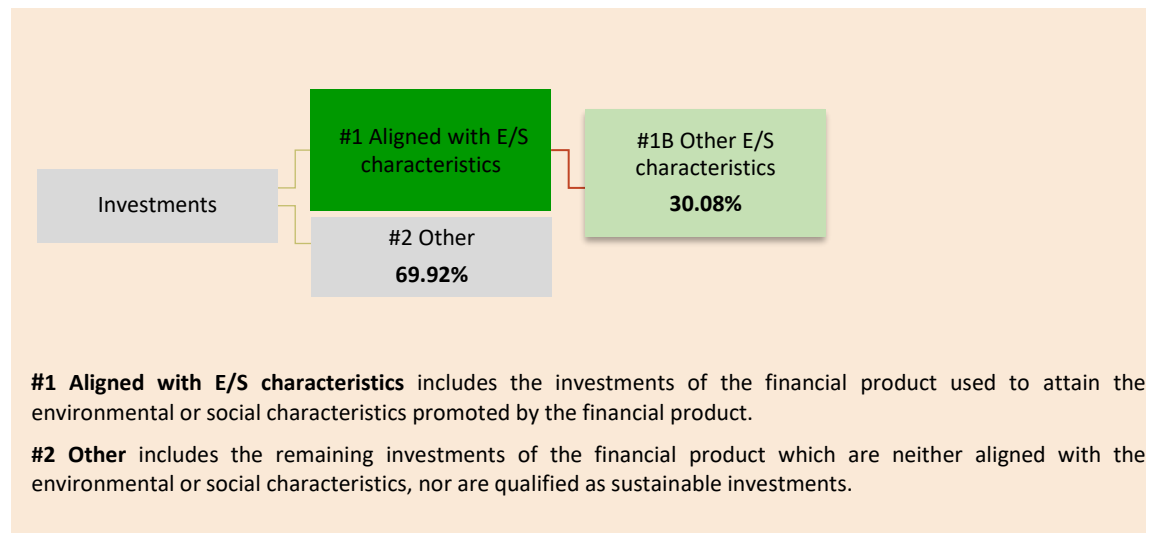 #1 Aligned with E/S
characteristics
#1B Other E/S
characteristics
30.08%
Investments
#2 Other
69.92%
#1 Aligned with E/S characteristics includes the investments of the financial product used to attain the
environmental or social characteristics promoted by the financial product.
#2 Other includes the remaining investments of the financial product which are neither aligned with the
environmental or social characteristics, nor are qualified as sustainable investments.